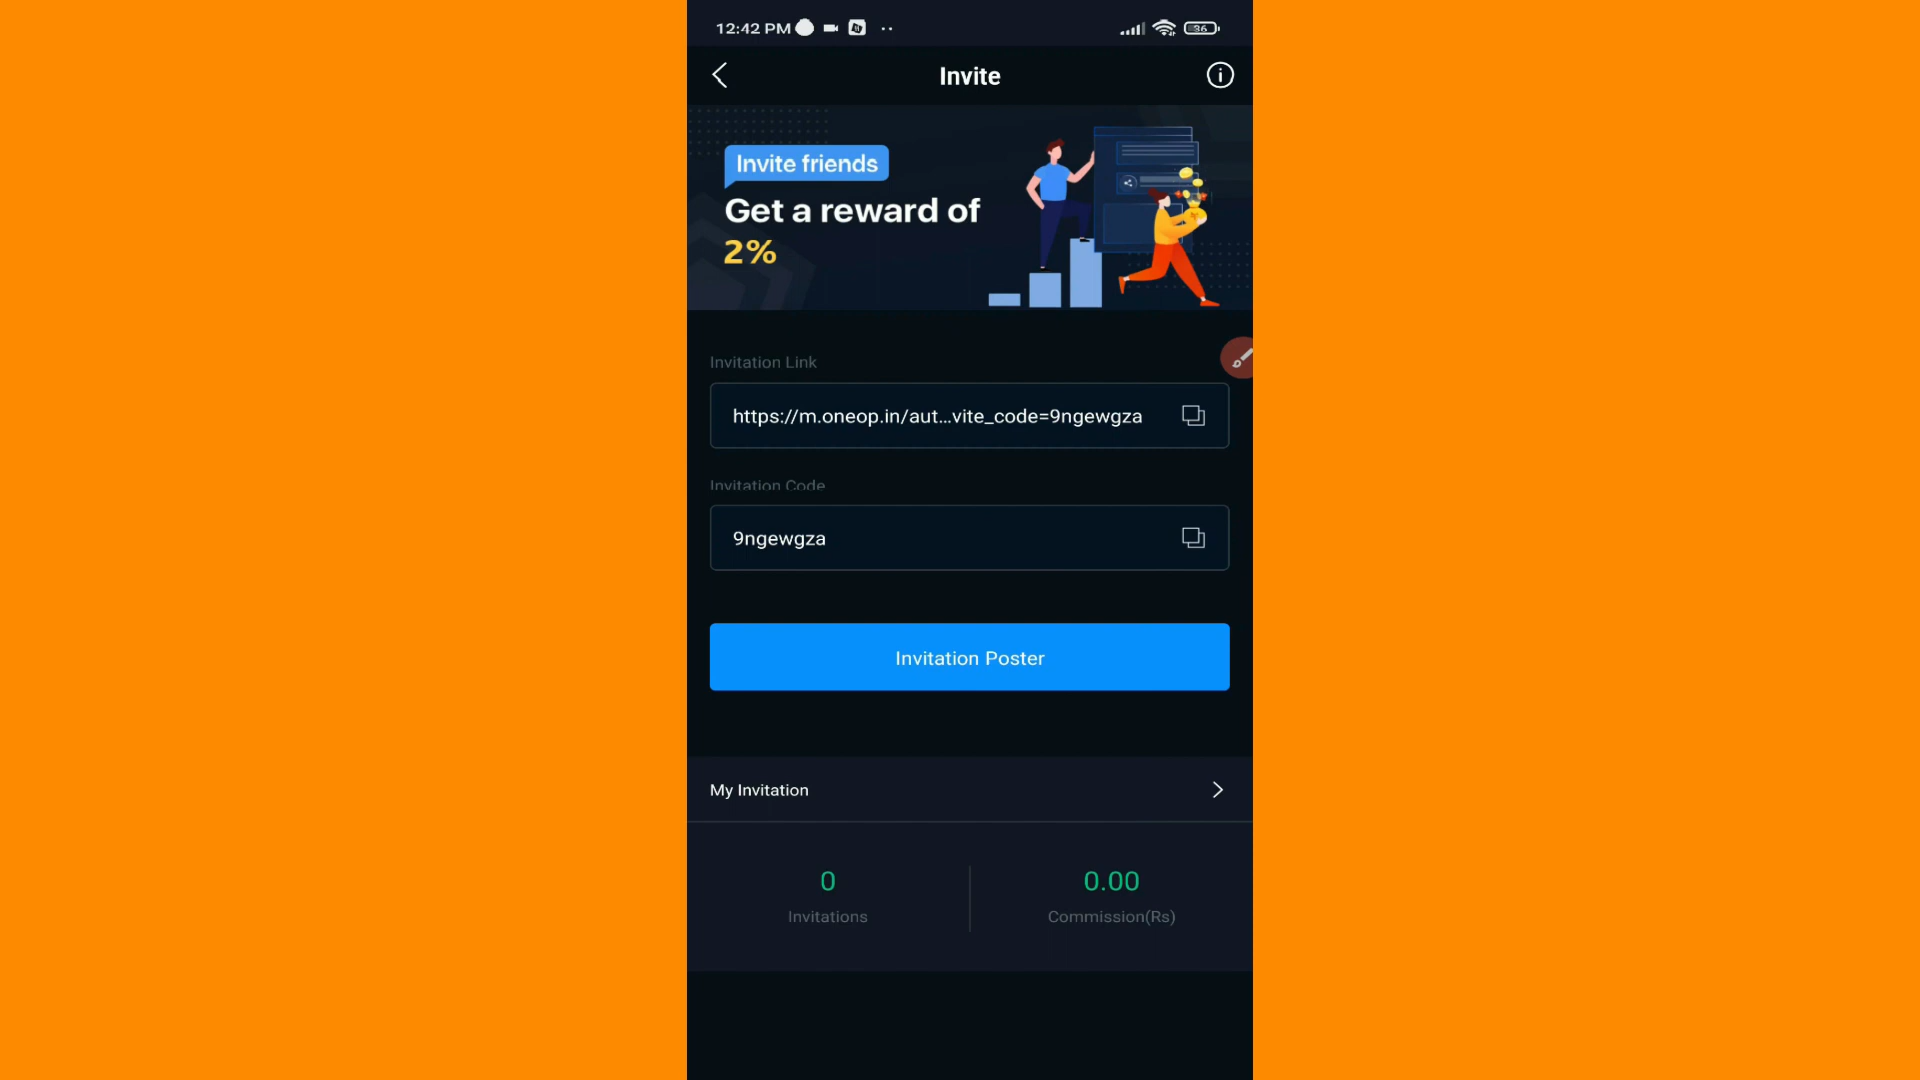 12:42 PM
36
Invite
Invite friends
Get a reward of
2%
Invitation Link
https://m.oneop.in/aut...vite_code=9ngewgza
Invitation Code
9ngewgza
Invitation Poster
My Invitation
0
0.00
Invitations
Commission(Rs)